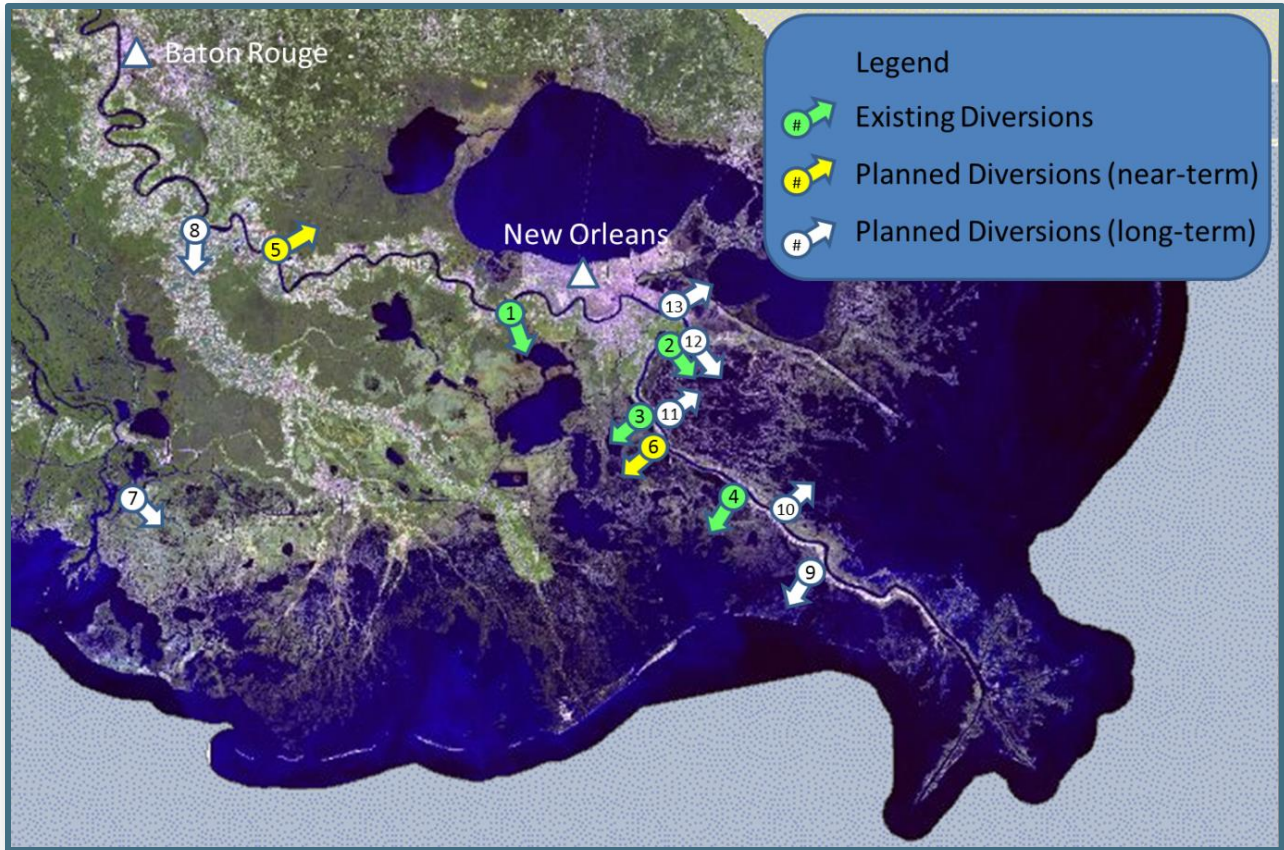 Baton Rouge
Legend
# Existing Diversions
# Planned Diversions (near-term)
# Planned Diversions (long-term)
New Orleans
8
5
1
13
12
2
11
3
6
4
7
10
9